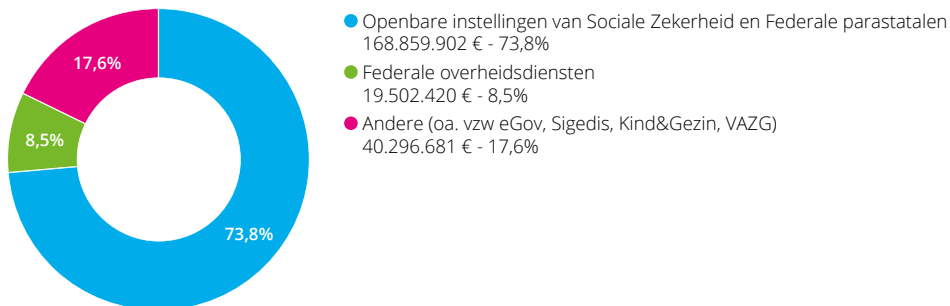 Openbare instellingen van Sociale Zekerheid en Federale parastatalen
168.859.902 € - 73,8%
Federale overheidsdiensten
19.502.420 € - 8,5%
Andere (oa. vzw eGov, Sigedis, Kind&Gezin, VAZG)
40.296.681 € - 17,6%
17,6%
8,5%
73,8%